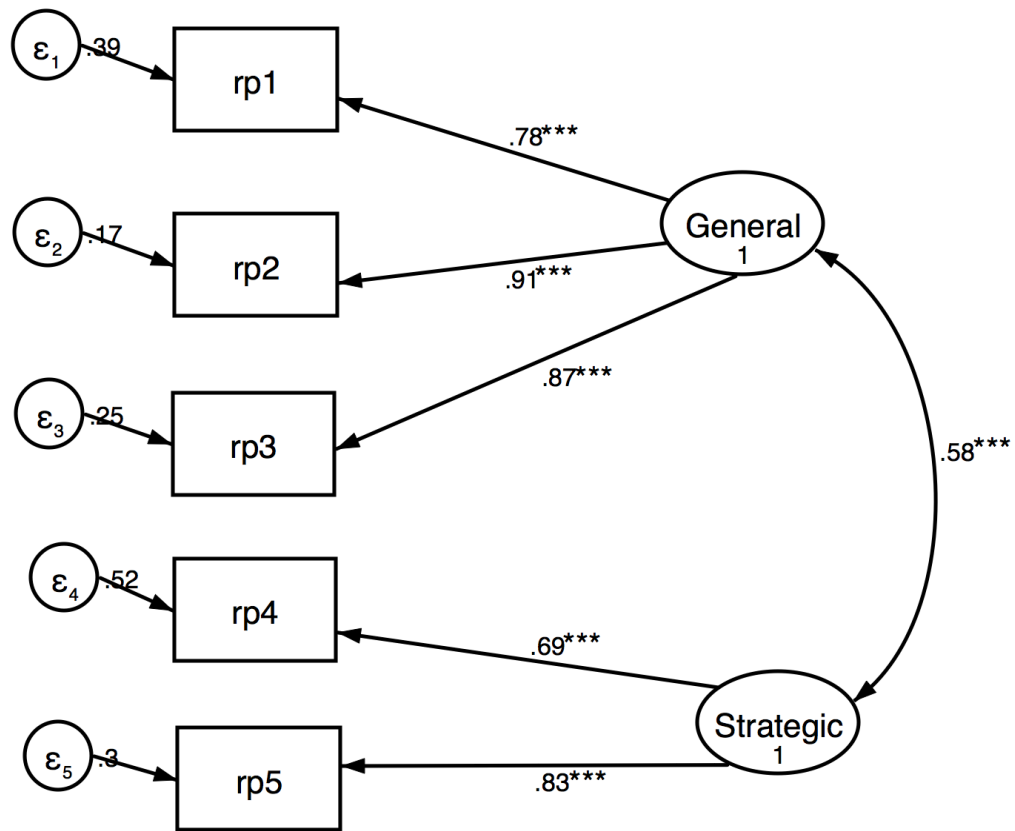 ε1
.39
rp1
.78***
General
1
ε2
.17
rp2
.91***
ε3
.25
rp3
.87***
.58***
ε4
.52
rp4
.69***
Strategic
1
ε5
.3
rp5
.83***